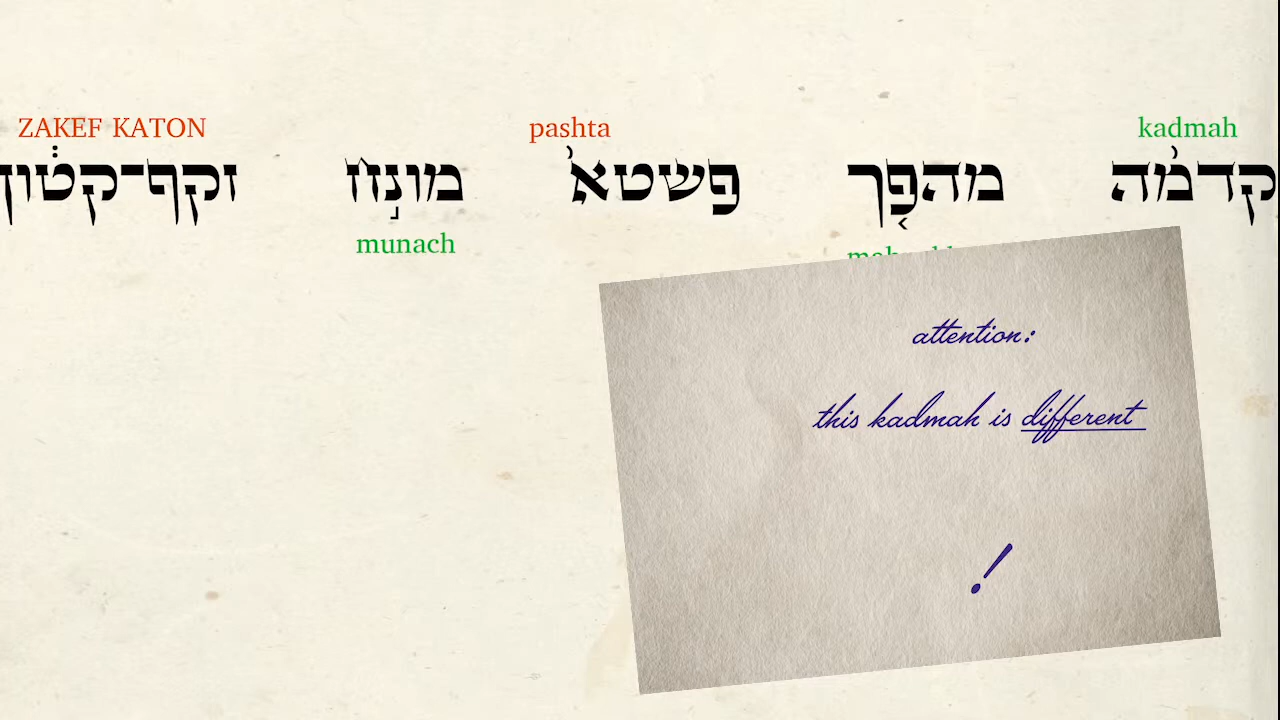 ZAKEF KATON pashta kadmah
קדמ֨ה מהפ֤ך פשטא֙ מונ֣ח זקף־קט֔ון
munach
attention:
this kadmah is different
!